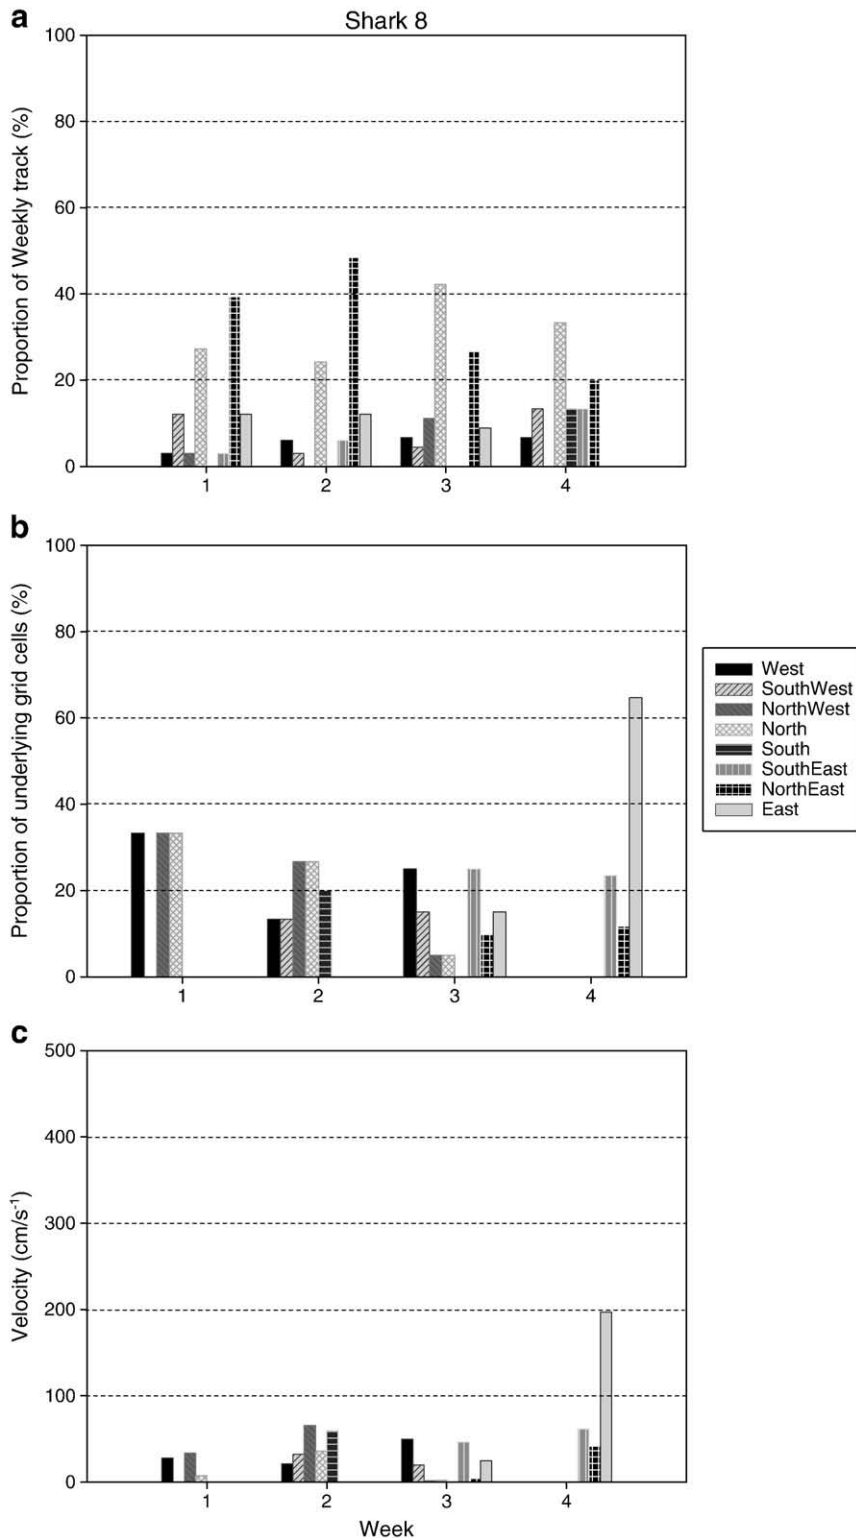 a
Shark 8
Proportion of Weekly track (%)
100
80
60
40
20
0
1 2 3 4
b
Proportion of underlying grid cells (%)
100
80
60
40
20
0
1 2 3 4
West
SouthWest
NorthWest
North
South
SouthEast
NorthEast
East
c
Velocity (cm/s⁻¹)
500
400
300
200
100
0
1 2 3 4
Week